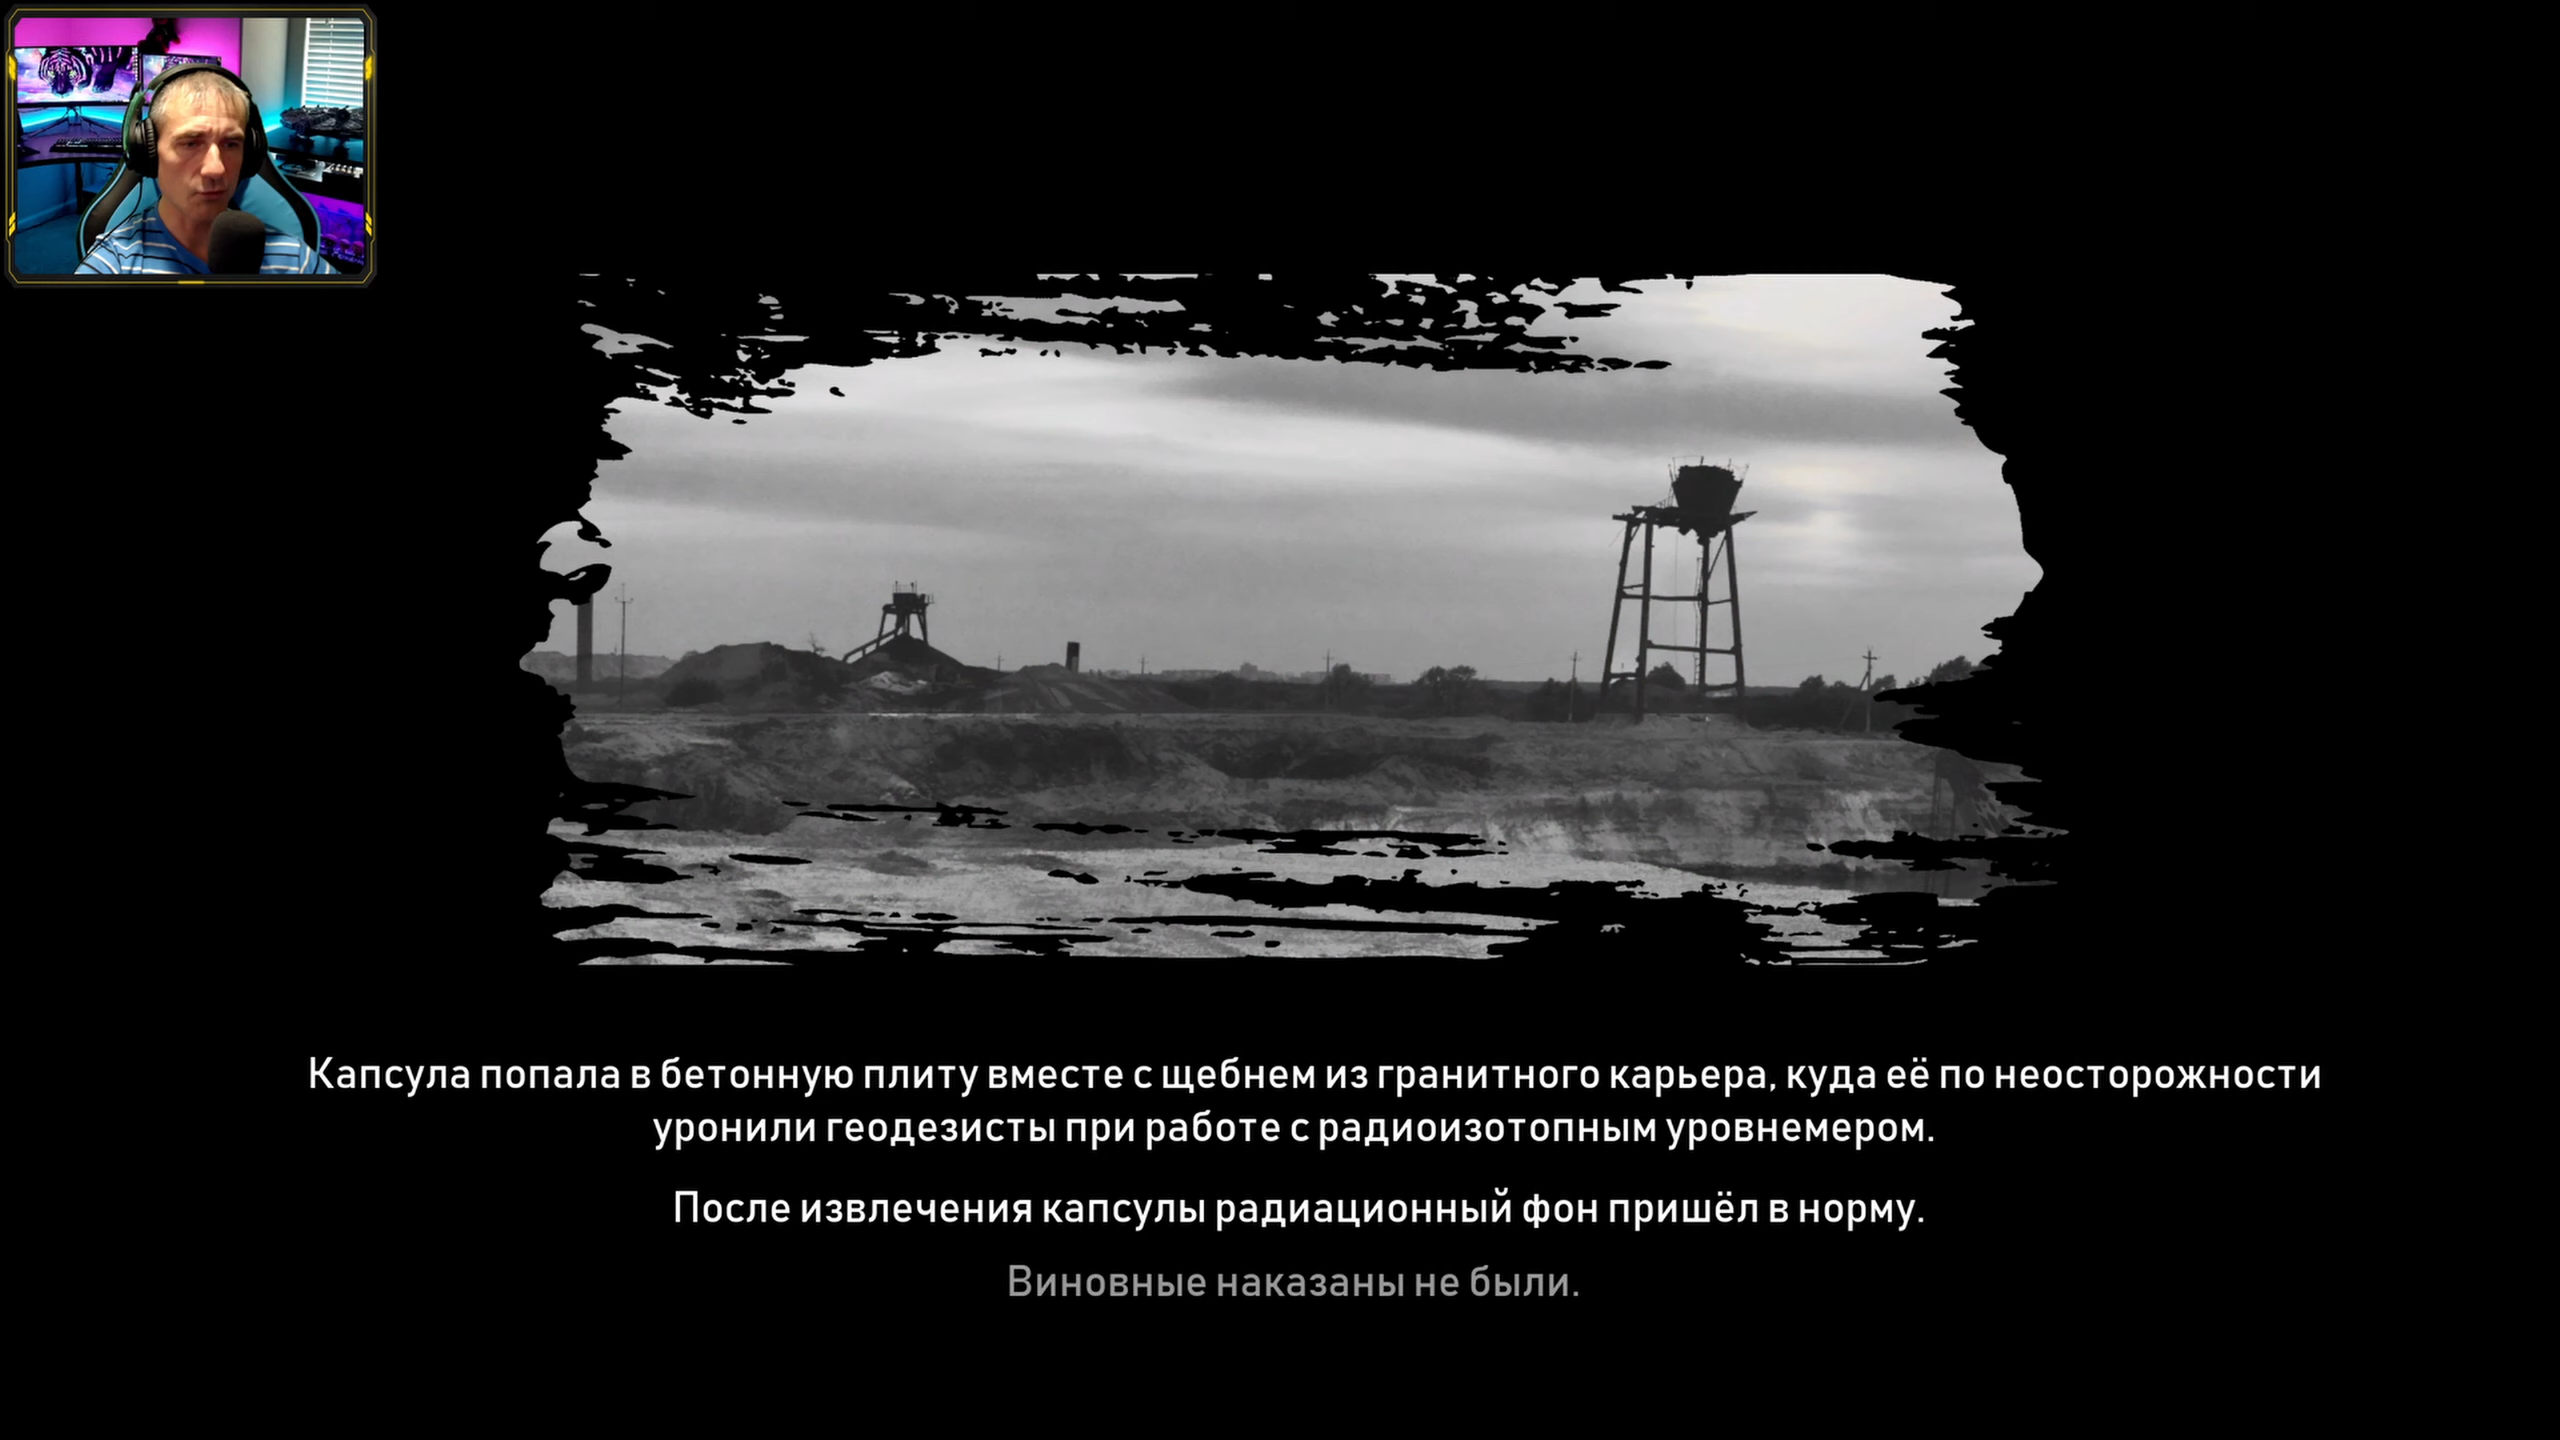 Капсула попала в бетонную плиту вместе с щебнем из гранитного карьера, куда её по неосторожности
уронили геодезисты при работе с радиоизотопным уровнемером.
После извлечения капсулы радиационный фон пришёл в норму.
Виновные наказаны не были.